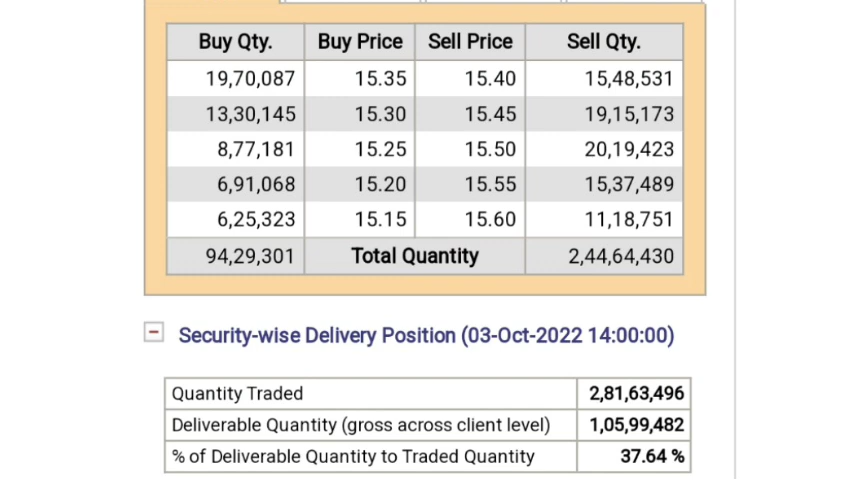 Buy Qty. Buy Price Sell Price Sell Qty.
19,70,087 15.35 15.40 15,48,531
13,30,145 15.30 15.45 19,15,173
8,77,181 15.25 15.50 20,19,423
6,91,068 15.20 15.55 15,37,489
6,25,323 15.15 15.60 11,18,751
94,29,301 Total Quantity 2,44,64,430
Security-wise Delivery Position (03-Oct-2022 14:00:00)
Quantity Traded 2,81,63,496
Deliverable Quantity (gross across client level) 1,05,99,482
% of Deliverable Quantity to Traded Quantity 37.64 %